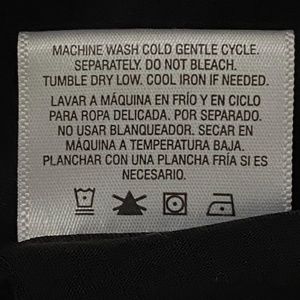 MACHINE WASH COLD GENTLE CYCLE.
SEPARATELY. DO NOT BLEACH.
TUMBLE DRY LOW. COOL IRON IF NEEDED.
LAVAR A MÁQUINA EN FRÍO Y EN CICLO
PARA ROPA DELICADA. POR SEPARADO.
NO USAR BLANQUEADOR. SECAR EN
MÁQUINA A TEMPERATURA BAJA.
PLANCHAR CON UNA PLANCHA FRÍA SI ES
NECESARIO.